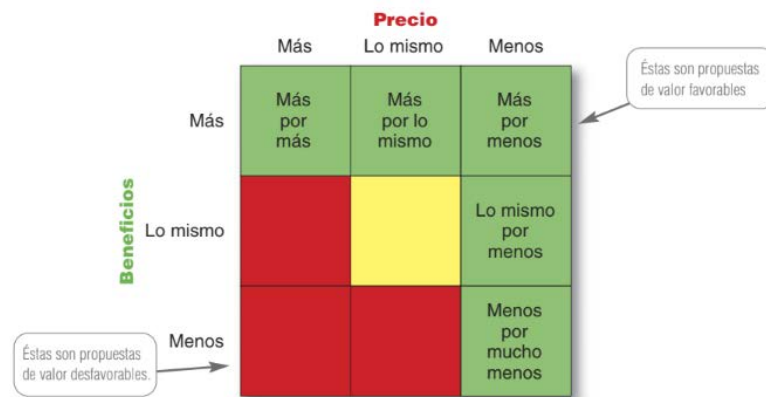 Precio
Más Lo mismo Menos
Éstas son propuestas
de valor favorables
Beneficios
Más
Más
por
más
Más
por lo
mismo
Más
por
menos
Lo mismo
Lo mismo
por
menos
Menos
Menos
por
mucho
menos
Éstas son propuestas
de valor desfavorables.